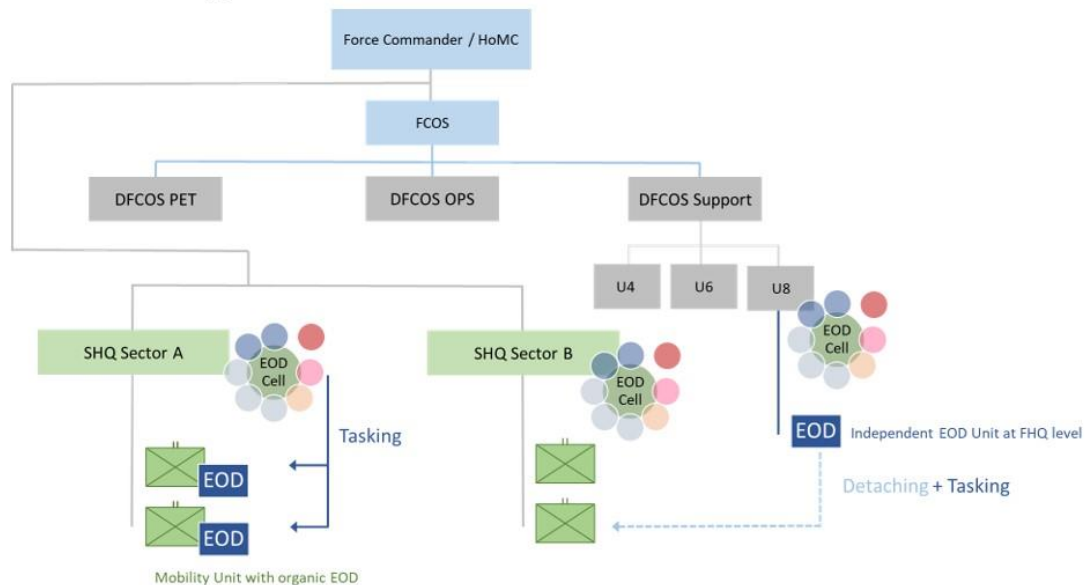 Force Commander / HoMC
FCOS
DFCOS PET
DFCOS OPS
DFCOS Support
U4
U6
U8
EOD
Cell
SHQ Sector A
EOD
Cell
SHQ Sector B
EOD
Cell
Tasking
EOD
EOD
EOD
Independent EOD Unit at FHQ level
Detaching + Tasking
Mobility Unit with organic EOD